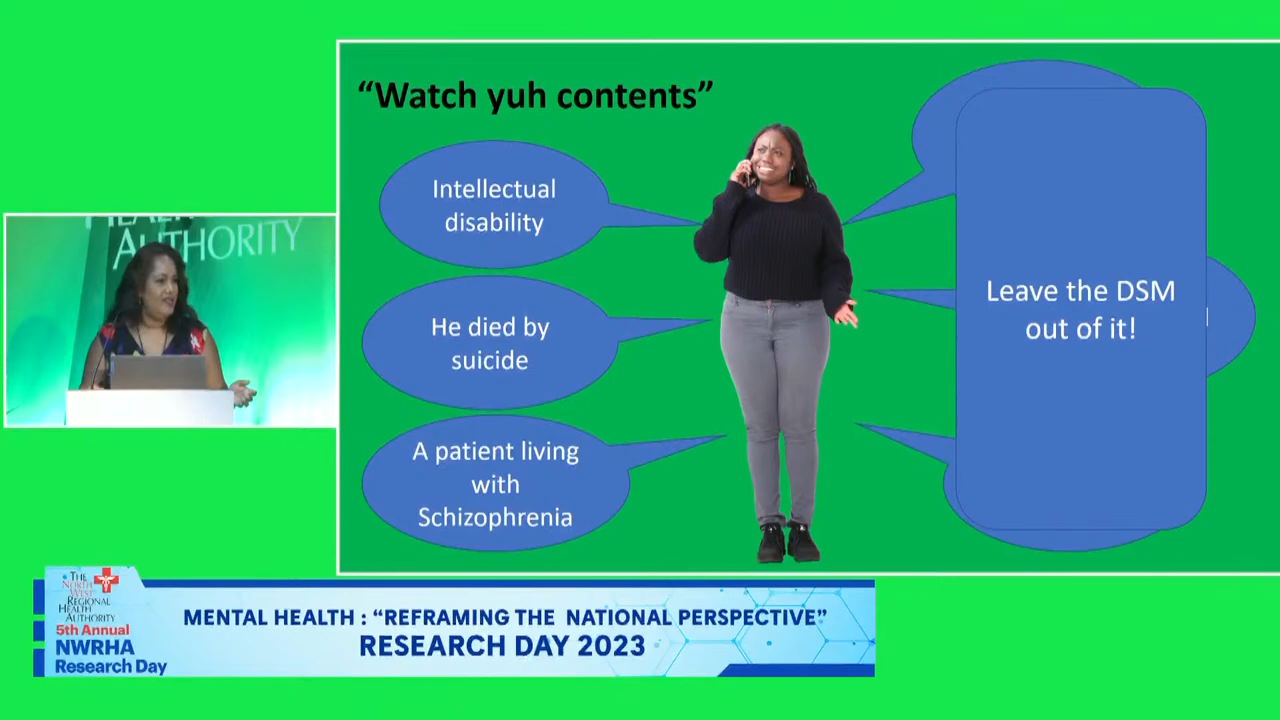 “Watch yuh contents”
Intellectual
disability
He died by
suicide
A patient living
with
Schizophrenia
Leave the DSM
out of it!
HEALTH
AUTHORITY
THE
NORTH
WEST
REGIONAL
HEALTH
AUTHORITY
5th Annual
NWRHA
Research Day
MENTAL HEALTH : “REFRAMING THE NATIONAL PERSPECTIVE”
RESEARCH DAY 2023